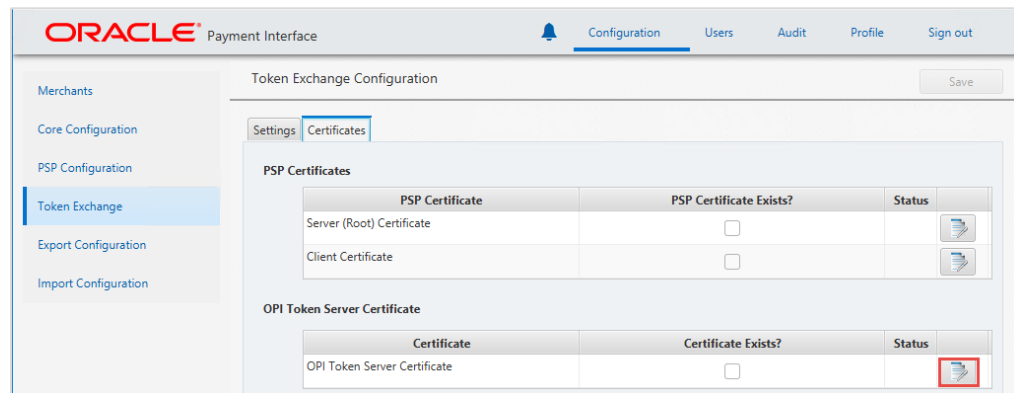 ORACLE® Payment Interface
Configuration Users Audit Profile Sign out
Merchants
Core Configuration
PSP Configuration
Token Exchange
Export Configuration
Import Configuration
Token Exchange Configuration Save
Settings Certificates
PSP Certificates
PSP Certificate PSP Certificate Exists? Status
Server (Root) Certificate
Client Certificate
OPI Token Server Certificate
Certificate Certificate Exists? Status
OPI Token Server Certificate